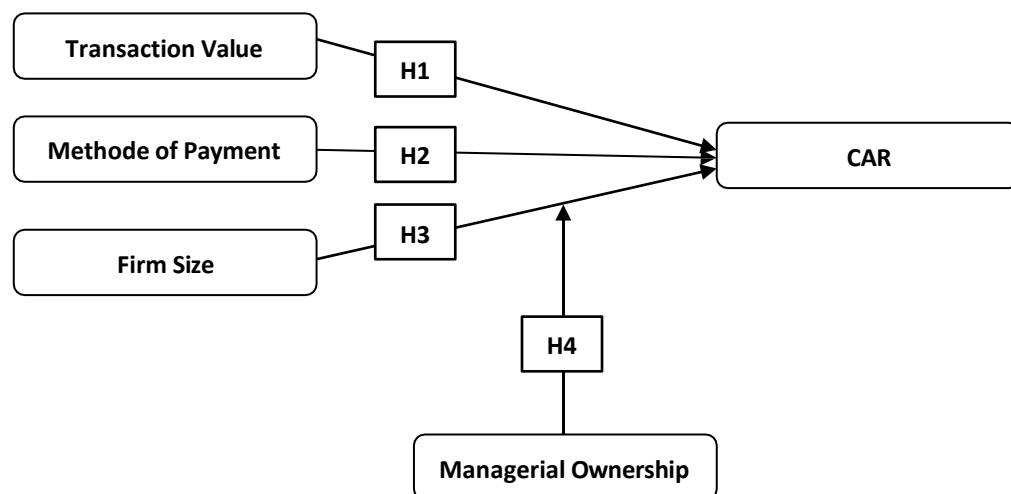 Transaction Value
H1
Methode of Payment
H2
CAR
H3
Firm Size
H4
Managerial Ownership